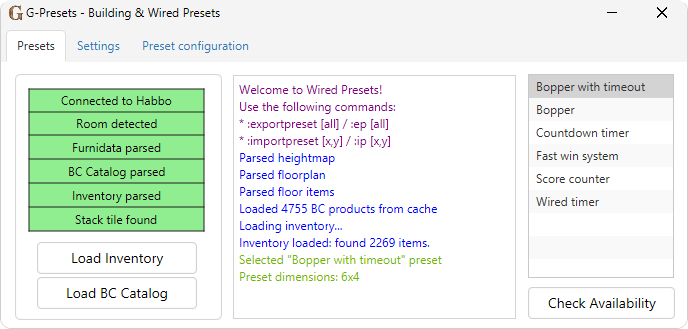 G-Presets - Building & Wired Presets
Presets
Settings
Preset configuration
Connected to Habbo
Room detected
Furnidata parsed
BC Catalog parsed
Inventory parsed
Stack tile found
Load Inventory
Load BC Catalog
Welcome to Wired Presets!
Use the following commands:
* :exportpreset [all] / :ep [all]
* :importpreset [x,y] / :ip [x,y]
Parsed heightmap
Parsed floorplan
Parsed floor items
Loaded 4755 BC products from cache
Loading inventory...
Inventory loaded: found 2269 items.
Selected "Bopper with timeout" preset
Preset dimensions: 6x4
Bopper with timeout
Bopper
Countdown timer
Fast win system
Score counter
Wired timer
Check Availability